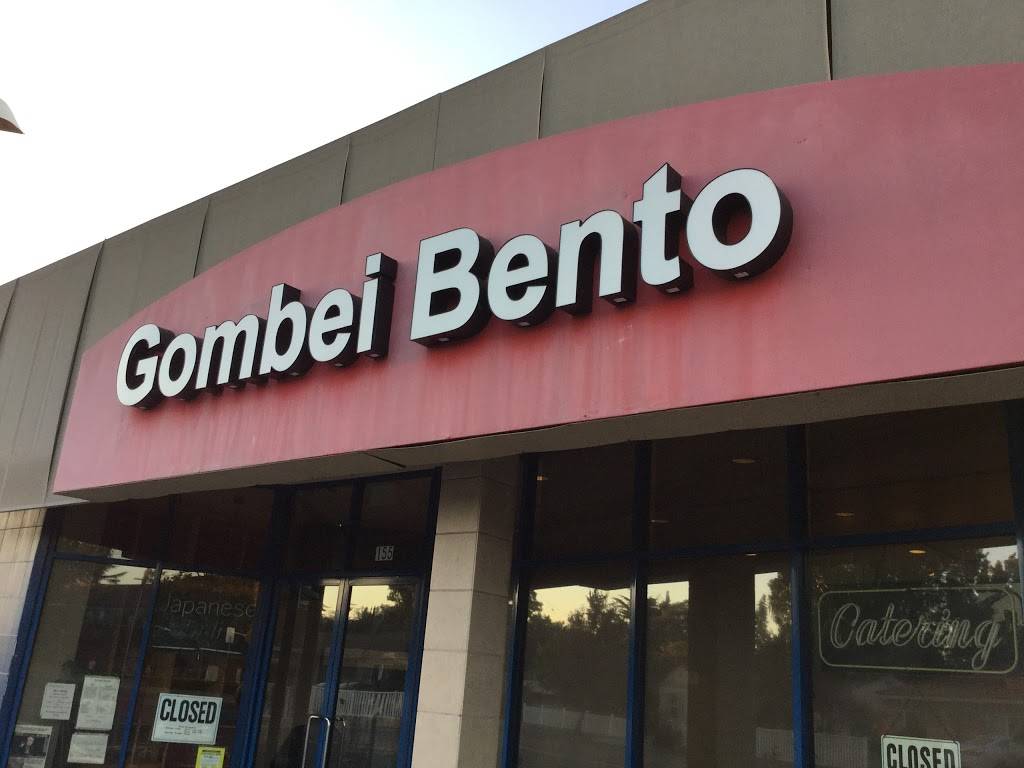 Gombei Bento
155
Japanese
Catering
CLOSED
CLOSED